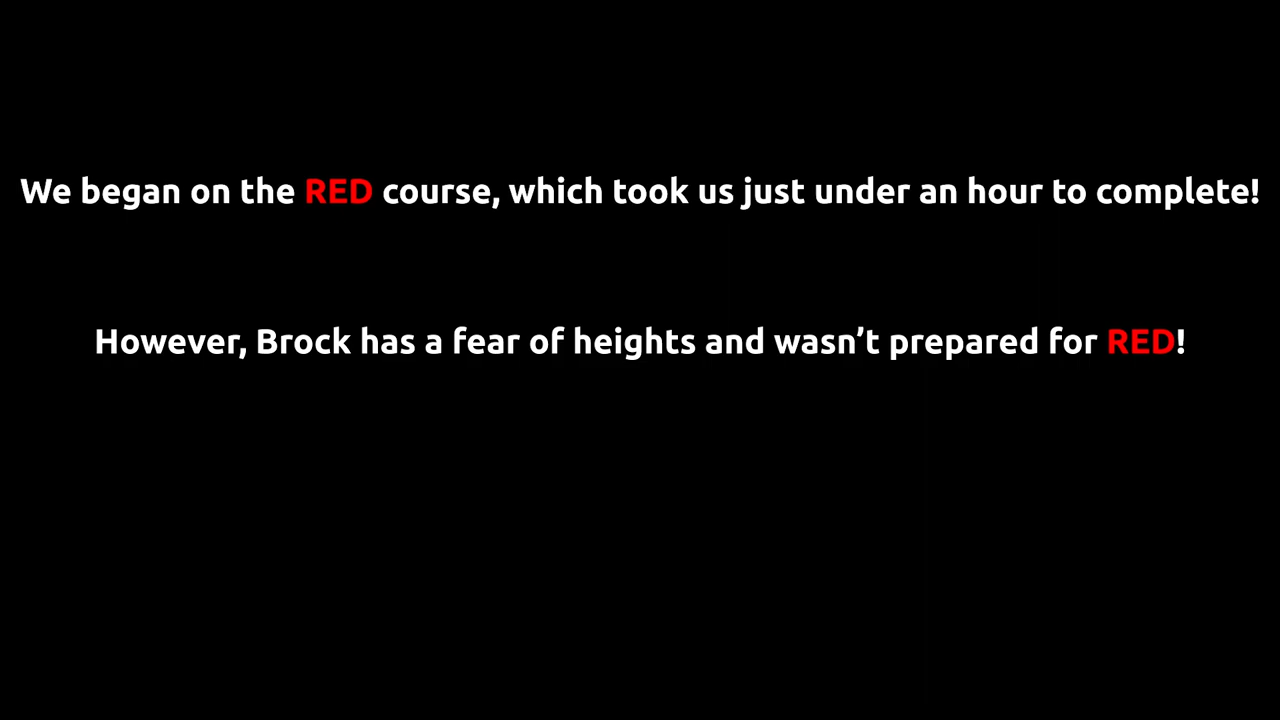 We began on the RED course, which took us just under an hour to complete!
However, Brock has a fear of heights and wasn’t prepared for RED!